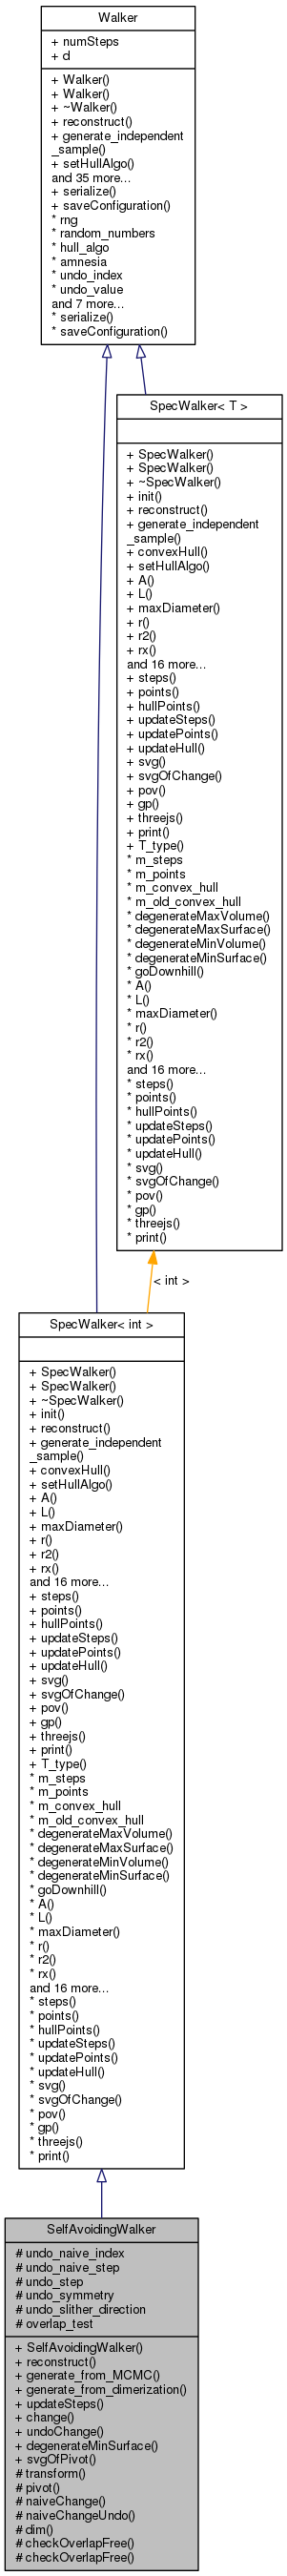 Walker
+ numSteps
+ d
+ Walker()
+ Walker()
+ ~Walker()
+ reconstruct()
+ generate_independent
_sample()
+ setHullAlgo()
and 35 more...
+ serialize()
+ saveConfiguration()
* rng
* random_numbers
* hull_algo
* amnesia
* undo_index
* undo_value
and 7 more...
* serialize()
* saveConfiguration()
SpecWalker< T >
+ SpecWalker()
+ SpecWalker()
+ ~SpecWalker()
+ init()
+ reconstruct()
+ generate_independent
_sample()
+ convexHull()
+ setHullAlgo()
+ A()
+ L()
+ maxDiameter()
+ r()
+ r2()
+ rx()
and 16 more...
+ steps()
+ points()
+ hullPoints()
+ updateSteps()
+ updatePoints()
+ updateHull()
+ svg()
+ svgOfChange()
+ pov()
+ gp()
+ threejs()
+ print()
+ T_type()
* m_steps
* m_points
* m_convex_hull
* m_old_convex_hull
* degenerateMaxVolume()
* degenerateMaxSurface()
* degenerateMinVolume()
* degenerateMinSurface()
* goDownhill()
* A()
* L()
* maxDiameter()
* r()
* r2()
* rx()
and 16 more...
* steps()
* points()
* hullPoints()
* updateSteps()
* updatePoints()
* updateHull()
* svg()
* svgOfChange()
* pov()
* gp()
* threejs()
* print()
< int >
SpecWalker< int >
+ SpecWalker()
+ SpecWalker()
+ ~SpecWalker()
+ init()
+ reconstruct()
+ generate_independent
_sample()
+ convexHull()
+ setHullAlgo()
+ A()
+ L()
+ maxDiameter()
+ r()
+ r2()
+ rx()
and 16 more...
+ steps()
+ points()
+ hullPoints()
+ updateSteps()
+ updatePoints()
+ updateHull()
+ svg()
+ svgOfChange()
+ pov()
+ gp()
+ threejs()
+ print()
+ T_type()
* m_steps
* m_points
* m_convex_hull
* m_old_convex_hull
* degenerateMaxVolume()
* degenerateMaxSurface()
* degenerateMinVolume()
* degenerateMinSurface()
* goDownhill()
* A()
* L()
* maxDiameter()
* r()
* r2()
* rx()
and 16 more...
* steps()
* points()
* hullPoints()
* updateSteps()
* updatePoints()
* updateHull()
* svg()
* svgOfChange()
* pov()
* gp()
* threejs()
* print()
SelfAvoidingWalker
# undo_naive_index
# undo_naive_step
# undo_step
# undo_symmetry
# undo_slither_direction
# overlap_test
+ SelfAvoidingWalker()
+ reconstruct()
+ generate_from_MCMC()
+ generate_from_dimerization()
+ updateSteps()
+ change()
+ undoChange()
+ degenerateMinSurface()
+ svgOfPivot()
# transform()
# pivot()
# naiveChange()
# naiveChangeUndo()
# dim()
# checkOverlapFree()
# checkOverlapFree()